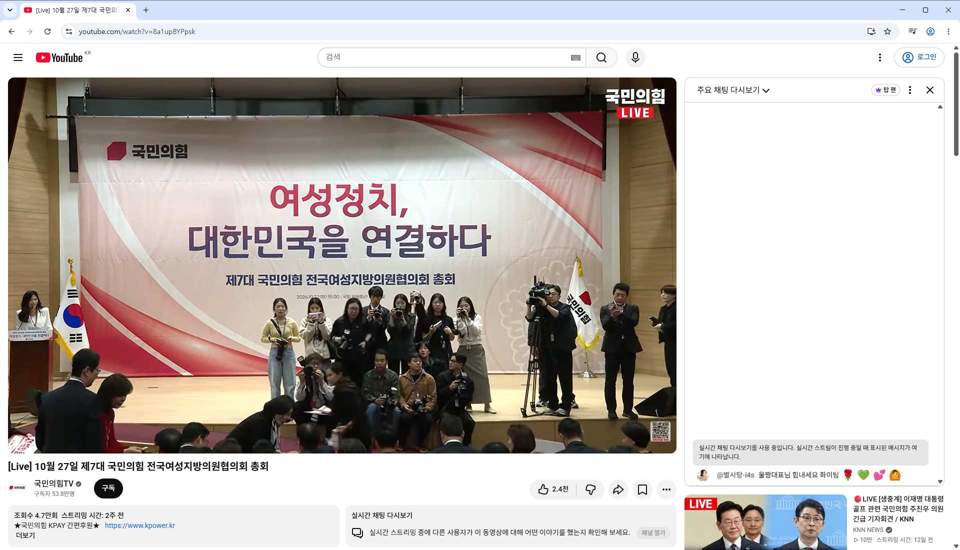 [Live] 10월 27일 제7대 국민의
youtube.com/watch?v=8a1upBYPpsk
YouTube KR
검색
로그인
국민의힘
LIVE
국민의힘
여성정치,
대한민국을 연결하다
제7대 국민의힘 전국여성지방의원협의회 총회
주요 채팅 다시보기
탑 팬
실시간 채팅 다시보기를 사용 중입니다. 실시간 스트림이 진행 중일 때 표시된 메시지가 여
기에 나타납니다.
@별사탕-i4s 울짱대표님 힘내세요 화이팅
[Live] 10월 27일 제7대 국민의힘 전국여성지방의원협의회 총회
국민의힘TV
구독자 53.8만명
구독
2.4천
조회수 4.7만회 스트리밍 시간: 2주 전
★국민의힘 KPAY 간편후원★ https://www.kpower.kr
더보기
실시간 채팅 다시보기
실시간 스트리밍 중에 다른 사용자가 이 동영상에 대해 어떤 이야기를 했는지 확인해 보세요.
패널 열기
LIVE
LIVE [생중계] 이재명 대통령
골프 관련 국민의힘 주진우 의원
긴급 기자회견 / KNN
KNN NEWS
10만 스트리밍 시간: 12일 전